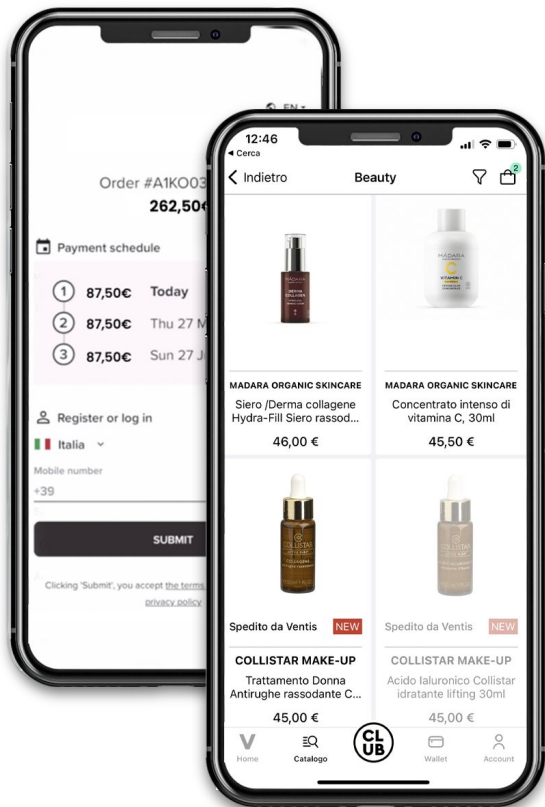 EN
Order #A1KO03
262,50€
Payment schedule
1 87,50€ Today
2 87,50€ Thu 27 M
3 87,50€ Sun 27 J
Register or log in
Italia
Mobile number
+39
SUBMIT
Clicking 'Submit', you accept the terms
privacy policy
12:46
Cerca
Indietro
Beauty
2
MADARA
DERMA
COLLAGEN
MADARA
C
VITAMIN C
MADARA ORGANIC SKINCARE
MADARA ORGANIC SKINCARE
Siero /Derma collagene
Hydra-Fill Siero rassod...
Concentrato intenso di
vitamina C, 30ml
46,00 €
45,50 €
COLLISTAR
COLLAGENE
COLLISTAR
Spedito da Ventis NEW
Spedito da Ventis NEW
COLLISTAR MAKE-UP
COLLISTAR MAKE-UP
Trattamento Donna
Antirughe rassodante C...
Acido Ialuronico Collistar
idratante lifting 30ml
45,00 €
45,00 €
V
CL
UB
Home
Catalogo
Wallet
Account